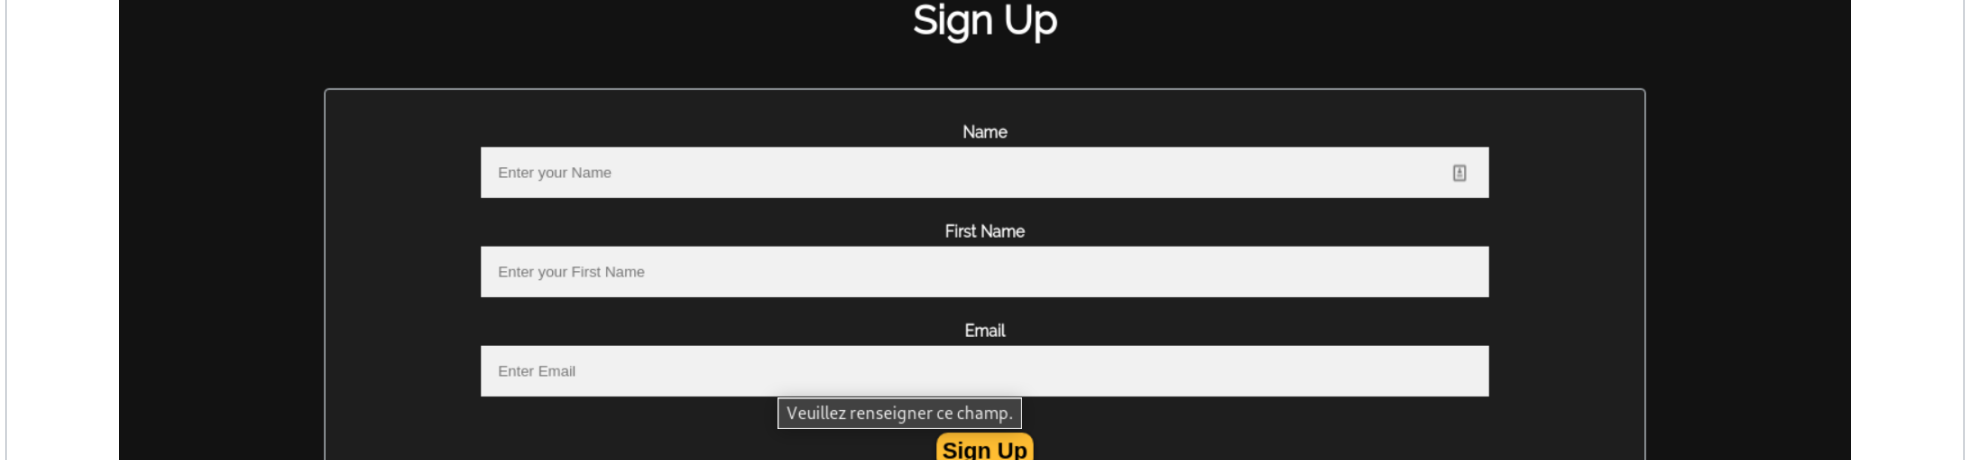 Sign Up
Name
Enter your Name
First Name
Enter your First Name
Email
Enter Email
Veuillez renseigner ce champ.
Sign Up